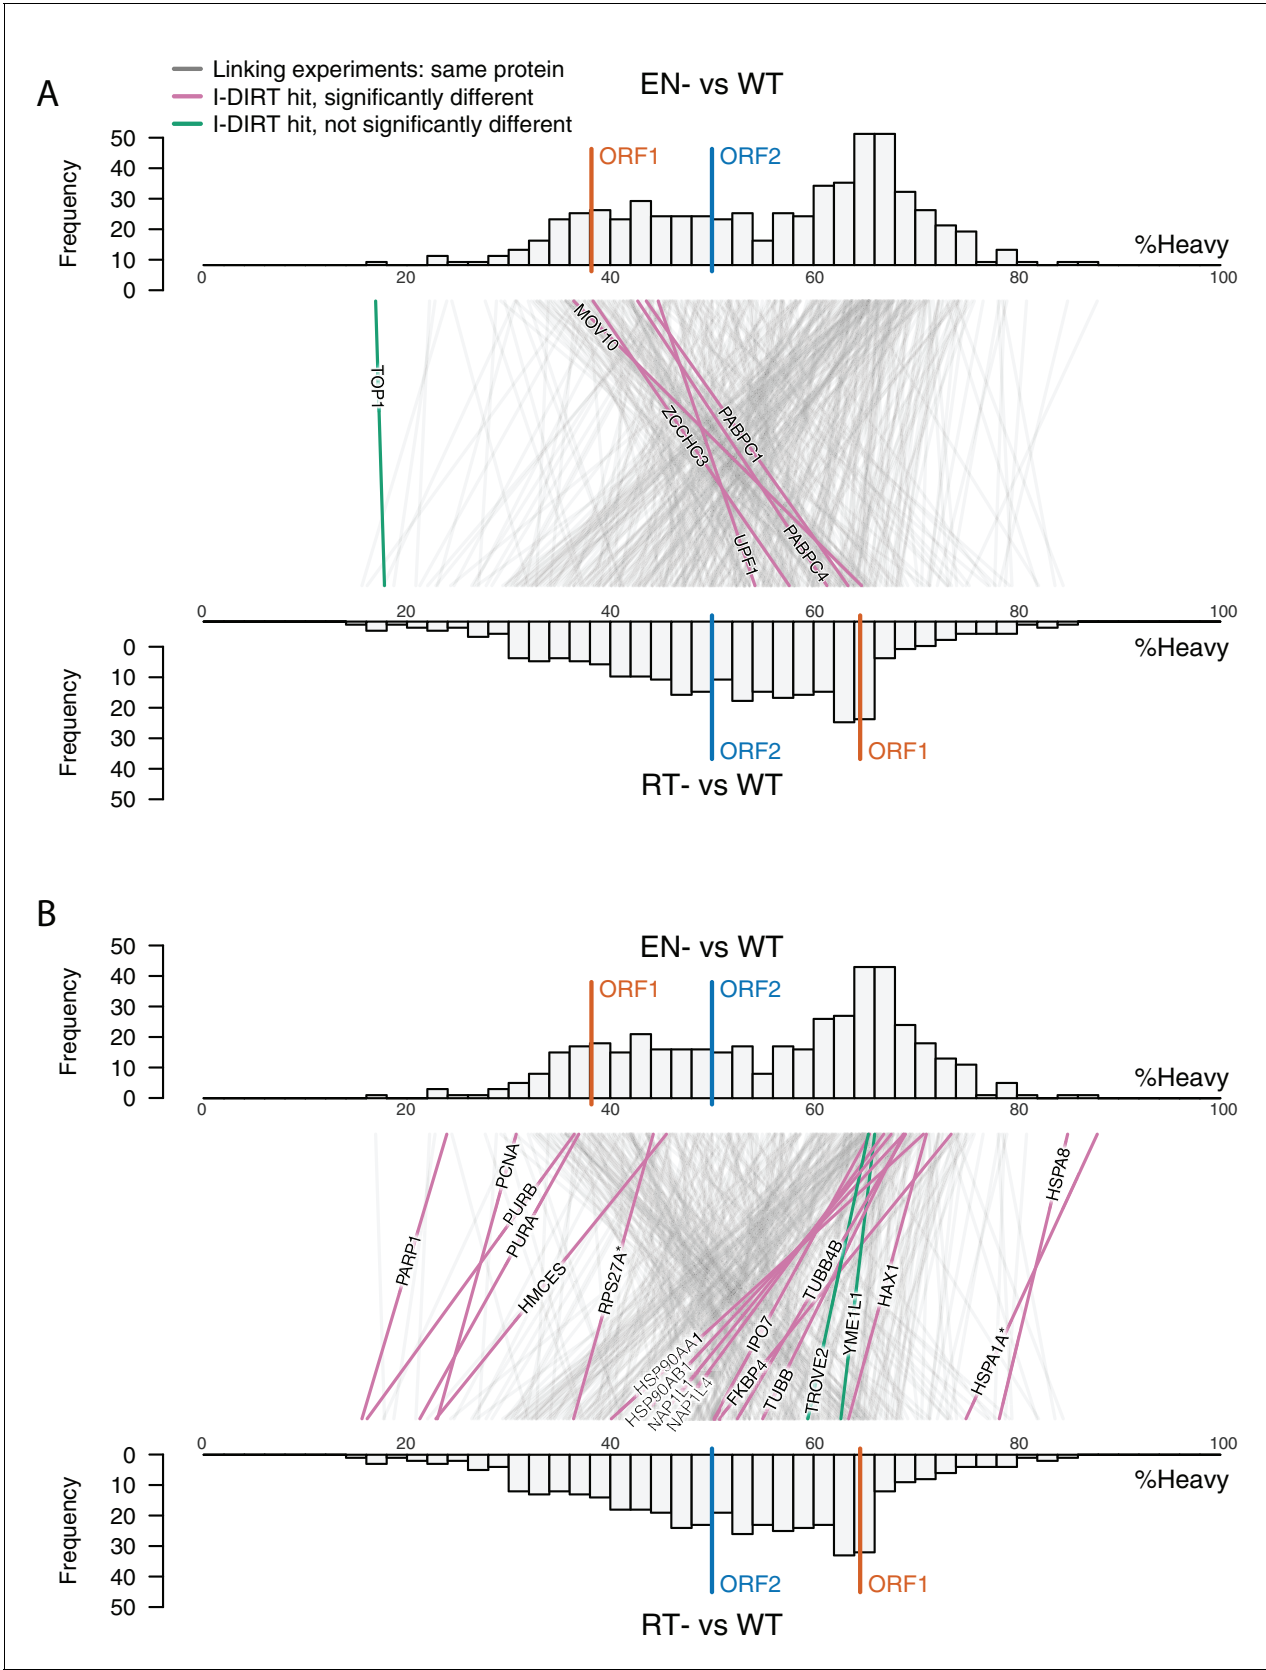 A
Linking experiments: same protein
I-DIRT hit, significantly different
I-DIRT hit, not significantly different
EN- vs WT
Frequency
50
40
30
20
10
0
ORF1
ORF2
%Heavy
0 20 40 60 80 100
TOP1
MOV10
ZCCHC3
PABPC1
UPF1
PABPC4
0 20 40 60 80 100
%Heavy
Frequency
0
10
20
30
40
50
ORF2
ORF1
RT- vs WT
B
EN- vs WT
Frequency
50
40
30
20
10
0
ORF1
ORF2
%Heavy
0 20 40 60 80 100
PARP1
PCNA
PURB
PURA
HMCES
RPS27A*
HSP90AA1
HSP90AB1
NAP1L1
NAP1L4
IPO7
FKBP4
TUBB
TUBB4B
TROVE2
YME1L1
HAX1
HSPA8
HSPA1A*
0 20 40 60 80 100
%Heavy
Frequency
0
10
20
30
40
50
ORF2
ORF1
RT- vs WT